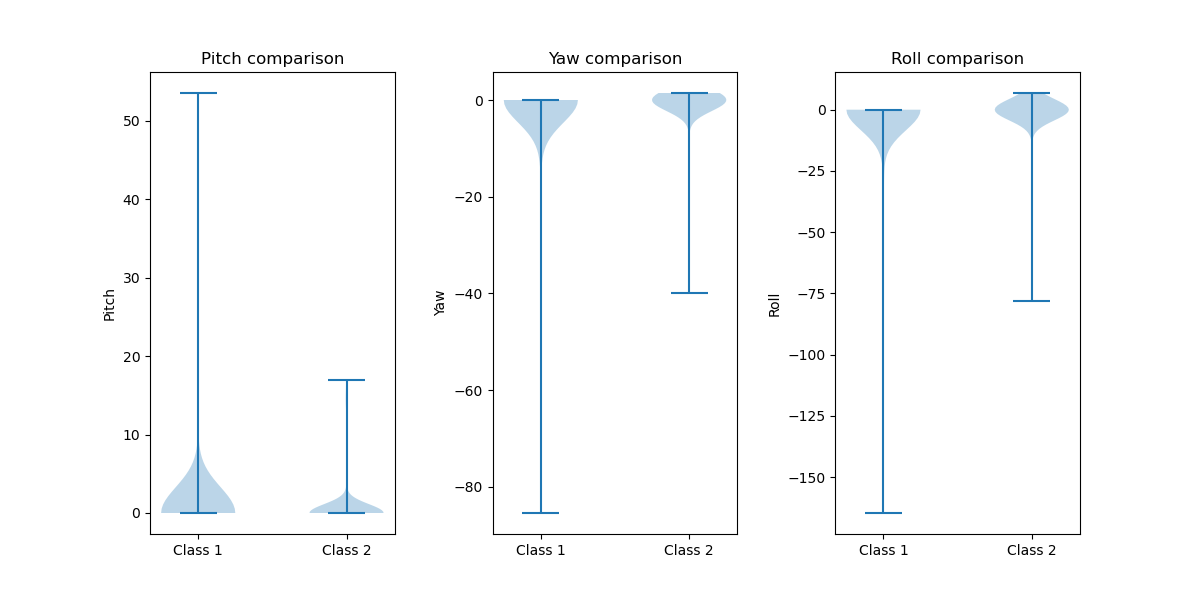 Pitch comparison
Pitch
50
40
30
20
10
0
Class 1
Class 2
Yaw comparison
Yaw
0
−20
−40
−60
−80
Class 1
Class 2
Roll comparison
Roll
0
−25
−50
−75
−100
−125
−150
Class 1
Class 2